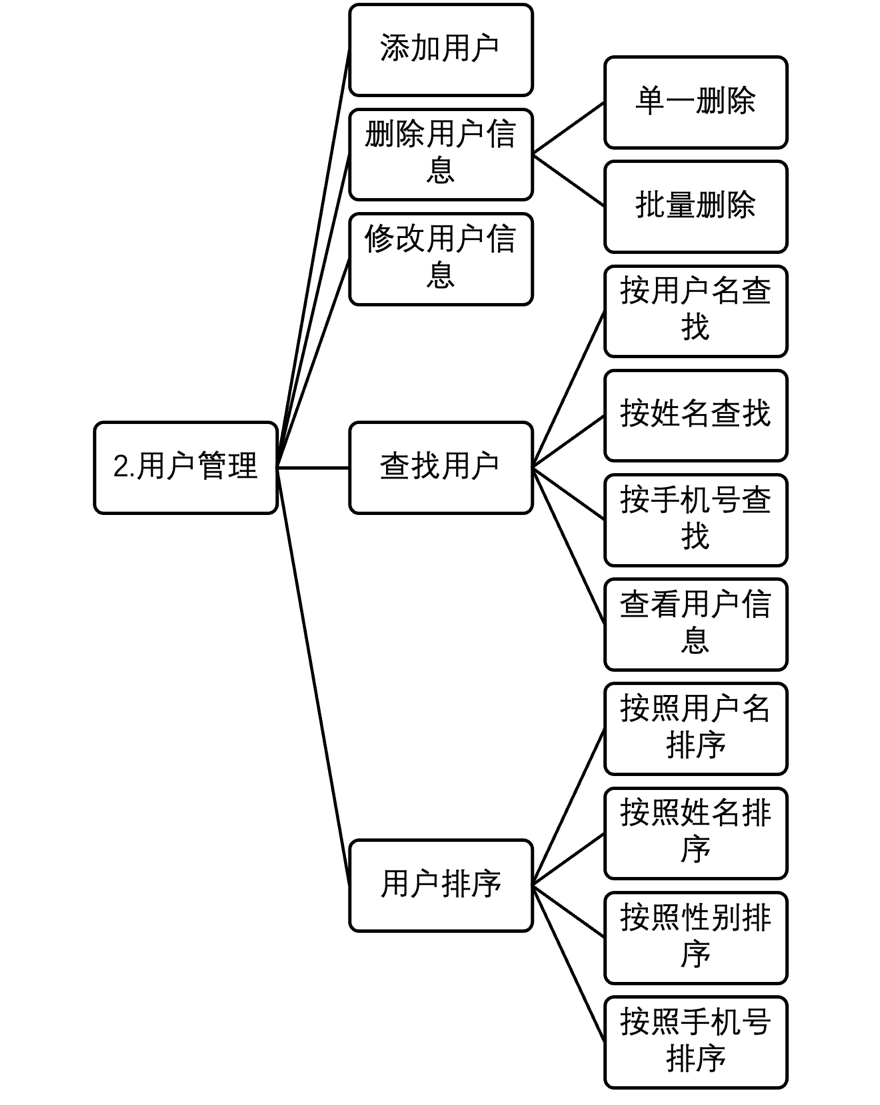 添加用户
单一删除
删除用户信
息
批量删除
修改用户信
息
按用户名查
找
按姓名查找
2.用户管理
查找用户
按手机号查
找
查看用户信
息
按照用户名
排序
按照姓名排
序
用户排序
按照性别排
序
按照手机号
排序